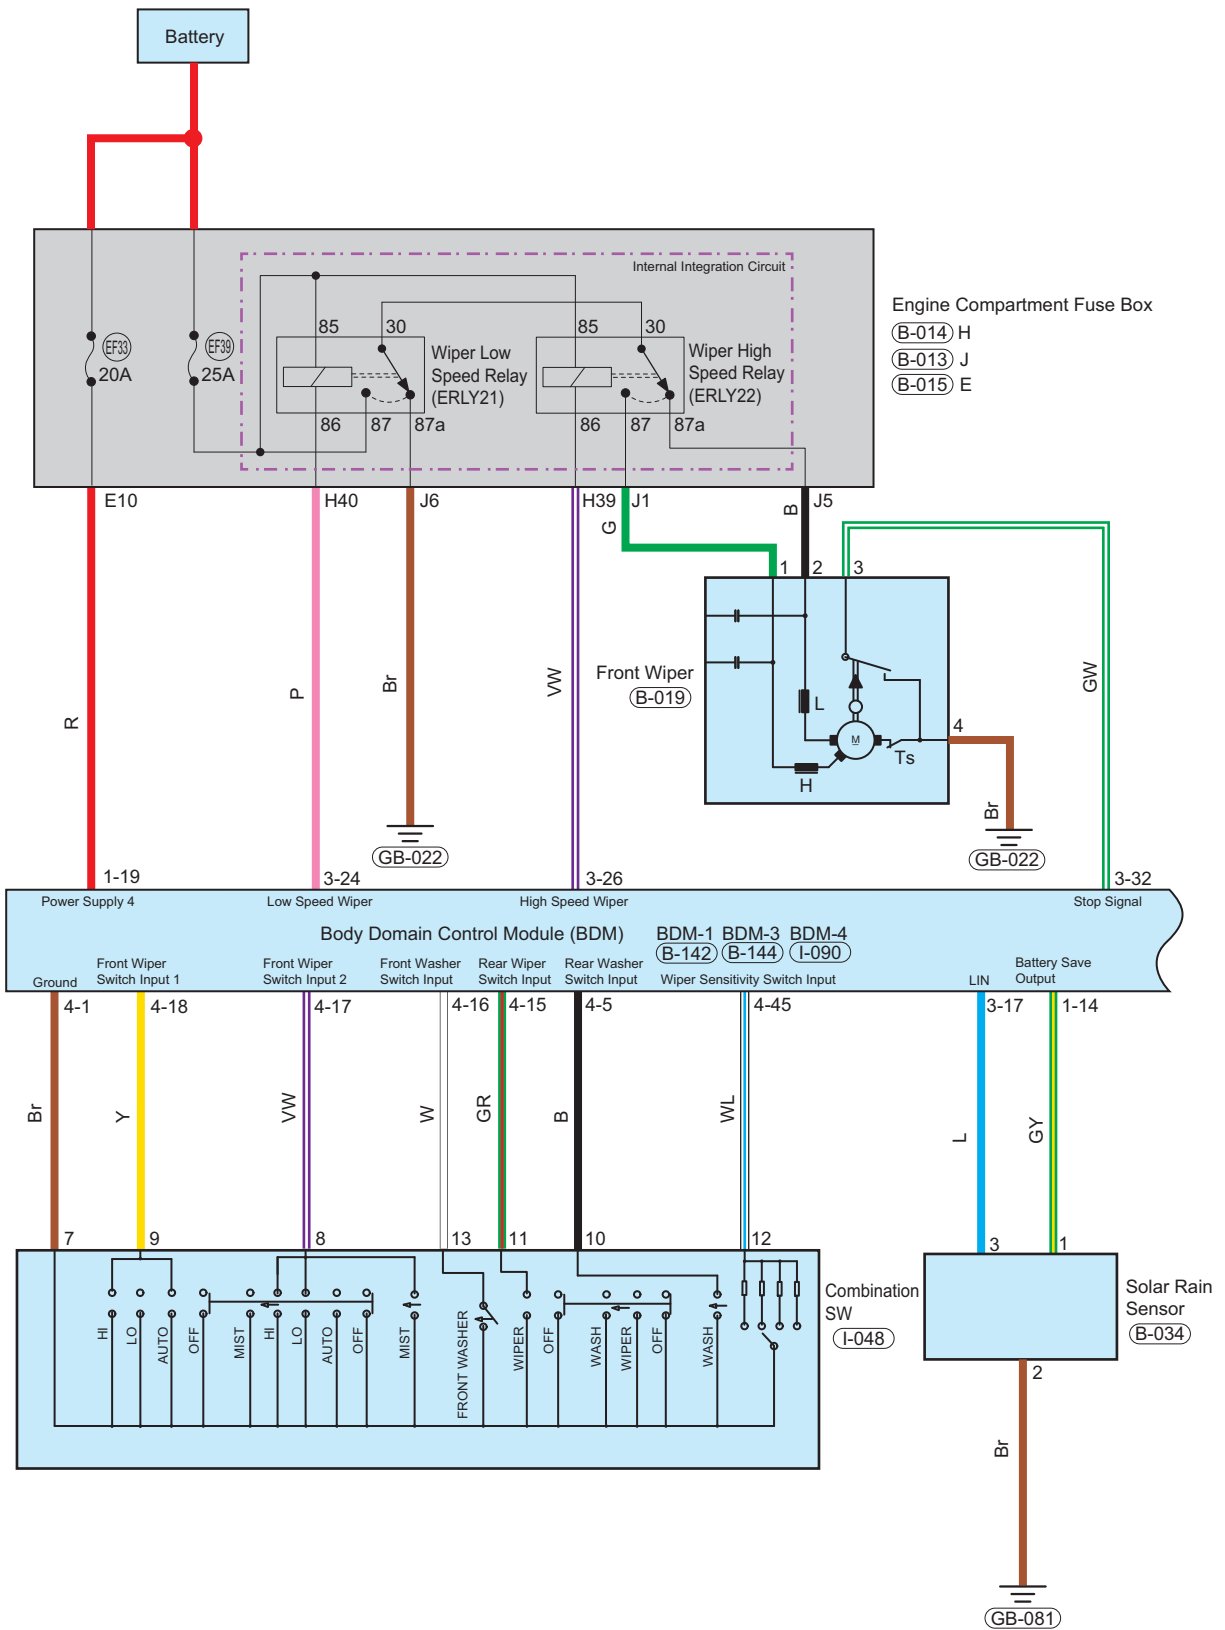 Battery
Internal Integration Circuit
Engine Compartment Fuse Box
B-014 H
B-013 J
B-015 E
EF33
20A
EF39
25A
85
30
Wiper Low
Speed Relay
(ERLY21)
86
87
87a
85
30
Wiper High
Speed Relay
(ERLY22)
86
87
87a
E10
H40
J6
H39
J1
J5
G
B
1
2
3
Front Wiper
B-019
L
M
Ts
H
4
R
P
Br
VW
GW
Br
GB-022
GB-022
1-19
3-24
3-26
3-32
Power Supply 4
Low Speed Wiper
High Speed Wiper
Stop Signal
Body Domain Control Module (BDM)
BDM-1 BDM-3 BDM-4
B-142 B-144 I-090
Ground
Front Wiper
Switch Input 1
Front Wiper
Switch Input 2
Front Washer
Switch Input
Rear Wiper
Switch Input
Rear Washer
Switch Input
Wiper Sensitivity Switch Input
LIN
Battery Save
Output
4-1
4-18
4-17
4-16
4-15
4-5
4-45
3-17
1-14
Br
Y
VW
W
GR
B
WL
L
GY
7
9
8
13
11
10
12
3
1
HI
LO
AUTO
OFF
MIST
HI
LO
AUTO
OFF
MIST
FRONT WASHER
WIPER
OFF
WASH
WIPER
OFF
WASH
Combination
SW
I-048
Solar Rain
Sensor
B-034
2
Br
GB-081